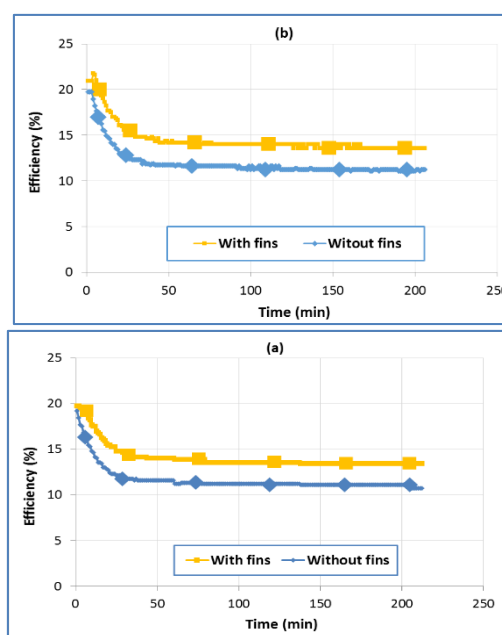 (b)
25
20
15
10
5
0
Efficiency (%)
With fins Witout fins
0 50 100 150 200 250
Time (min)
(a)
25
20
15
10
5
0
Efficiency (%)
With fins Without fins
0 50 100 150 200 250
Time (min)